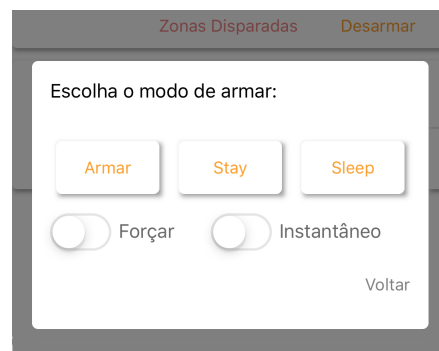 Zonas Disparadas Desarmar
Escolha o modo de armar:
Armar Stay Sleep
Forçar Instantâneo
Voltar